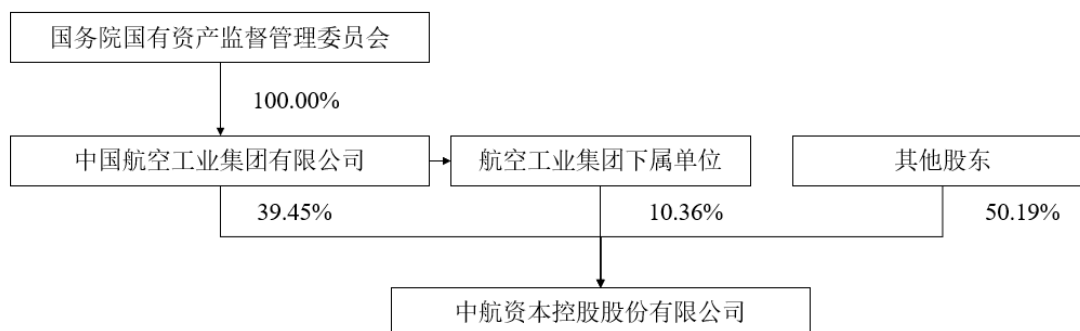 国务院国有资产监督管理委员会
100.00%
中国航空工业集团有限公司
航空工业集团下属单位
其他股东
39.45%
10.36%
50.19%
中航资本控股股份有限公司